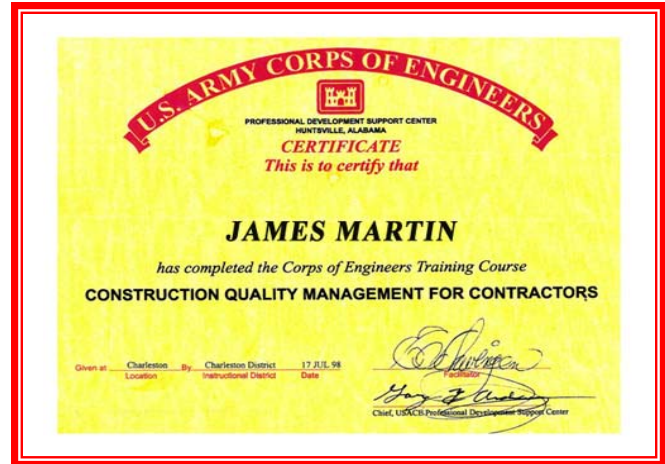 U.S. ARMY CORPS OF ENGINEERS
PROFESSIONAL DEVELOPMENT SUPPORT CENTER
HUNTSVILLE, ALABAMA
CERTIFICATE
This is to certify that
JAMES MARTIN
has completed the Corps of Engineers Training Course
CONSTRUCTION QUALITY MANAGEMENT FOR CONTRACTORS
Given at Charleston By Charleston District 17 JUL 98
Location Instructional District Date
Facilitator
Chief, USACE Professional Development Support Center